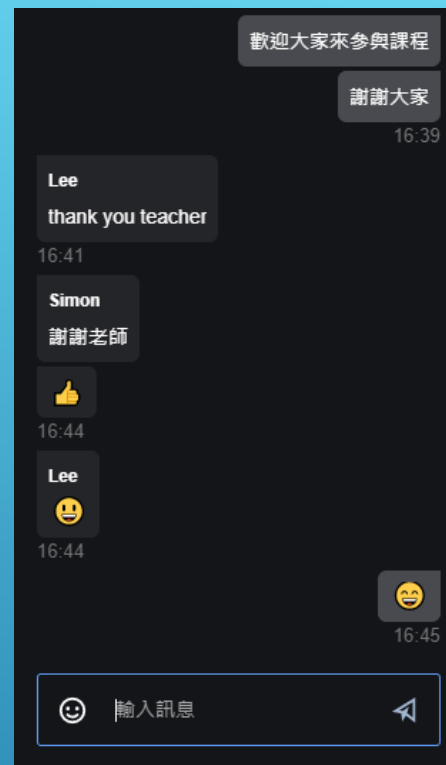 歡迎大家來參與課程
謝謝大家
16:39
Lee
thank you teacher
16:41
Simon
謝謝老師
👍
16:44
Lee
😃
16:44
😄
16:45
輸入訊息